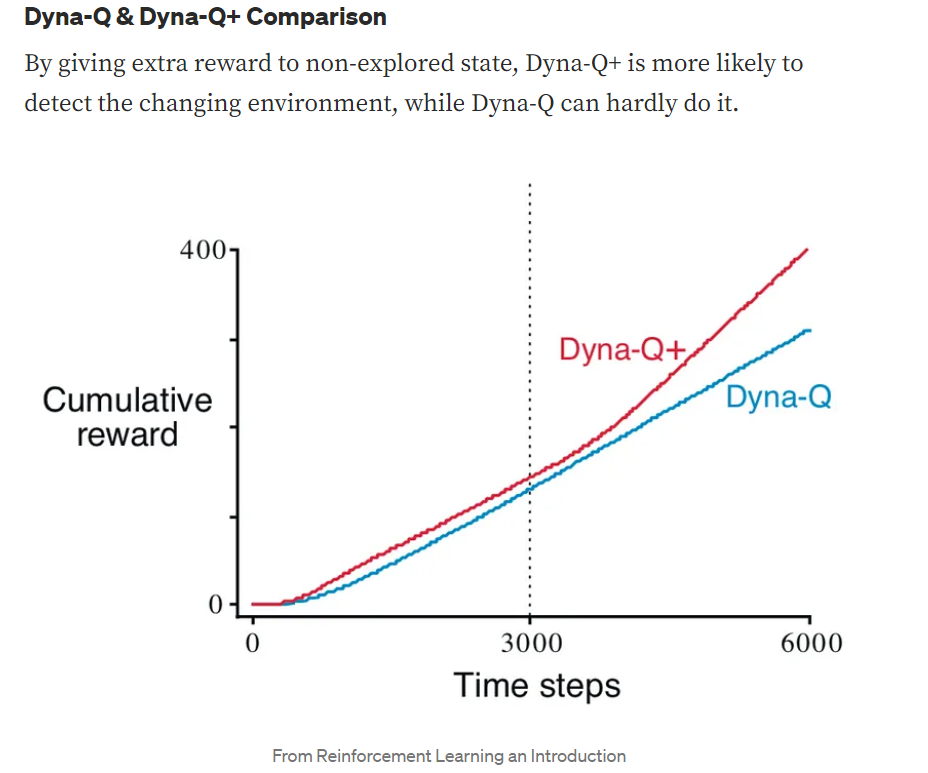 Dyna-Q & Dyna-Q+ Comparison
By giving extra reward to non-explored state, Dyna-Q+ is more likely to
detect the changing environment, while Dyna-Q can hardly do it.
400
Dyna-Q+
Dyna-Q
Cumulative
reward
0
0 3000 6000
Time steps
From Reinforcement Learning an Introduction